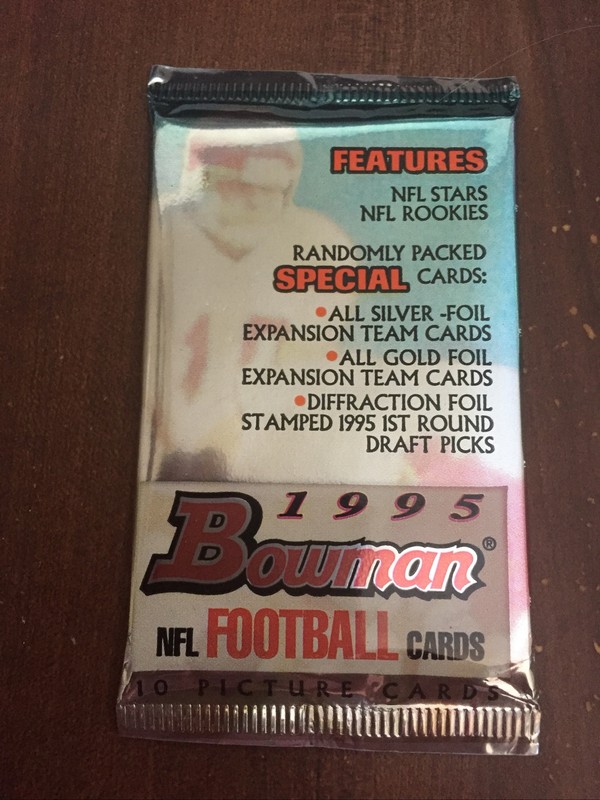 FEATURES
NFL STARS
NFL ROOKIES
RANDOMLY PACKED
SPECIAL CARDS:
•ALL SILVER -FOIL
EXPANSION TEAM CARDS
•ALL GOLD FOIL
EXPANSION TEAM CARDS
•DIFFRACTION FOIL
STAMPED 1995 1ST ROUND
DRAFT PICKS
1995
Bowman®
NFL FOOTBALL CARDS
10 PICTURE CARDS